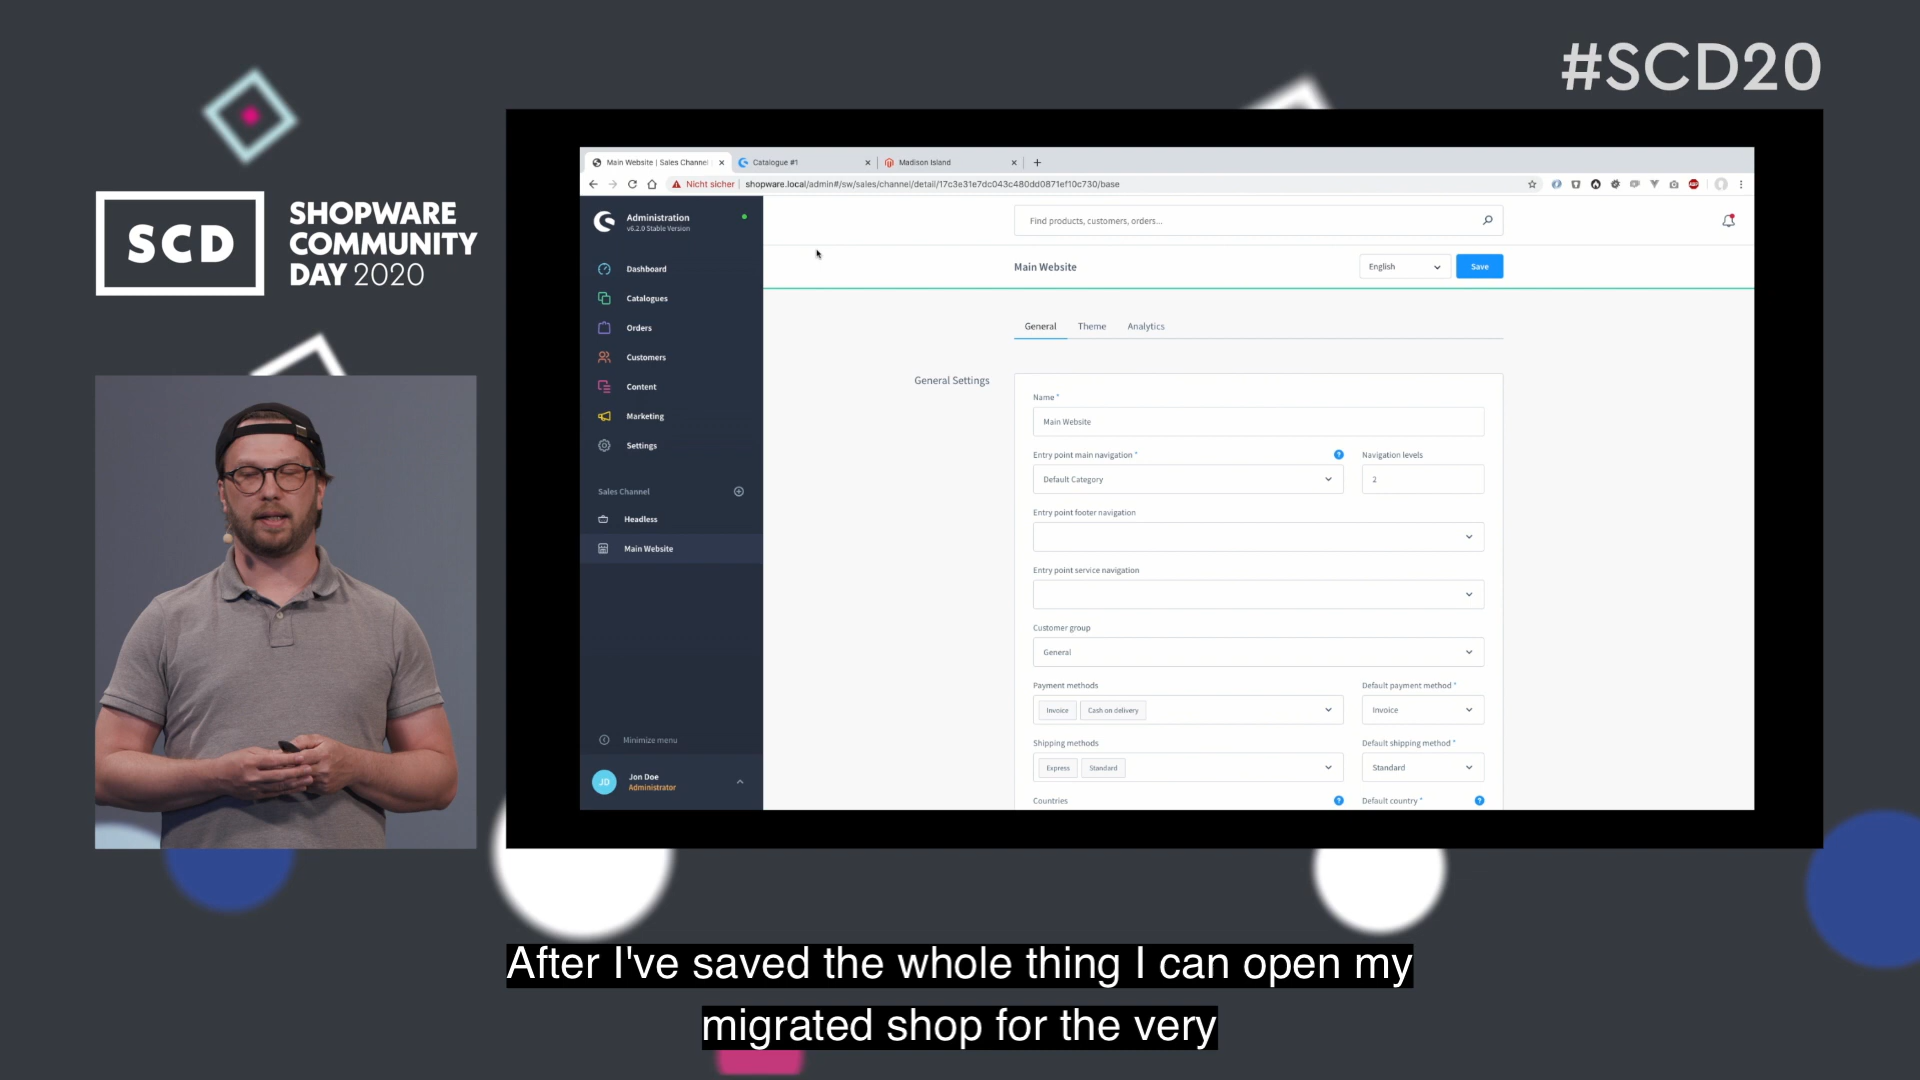 #SCD20
SCD
SHOPWARE
COMMUNITY
DAY 2020
Main Website | Sales Channel
Catalogue #1
Madison Island
Nicht sicher
shopware.local/admin#/sw/sales/channel/detail/17c3e31e7dc043c480dd0871ef10c730/base
Administration
v6.2.0 Stable Version
Find products, customers, orders...
Main Website
English
Save
Dashboard
Catalogues
Orders
Customers
Content
Marketing
Settings
Sales Channel
Headless
Main Website
Minimize menu
JD
Jon Doe
Administrator
General
Theme
Analytics
General Settings
Name *
Main Website
Entry point main navigation *
Navigation levels
Default Category
2
Entry point footer navigation
Entry point service navigation
Customer group
General
Payment methods
Default payment method *
Invoice
Cash on delivery
Invoice
Shipping methods
Default shipping method *
Express
Standard
Standard
Countries
Default country *
After I've saved the whole thing I can open my
migrated shop for the very